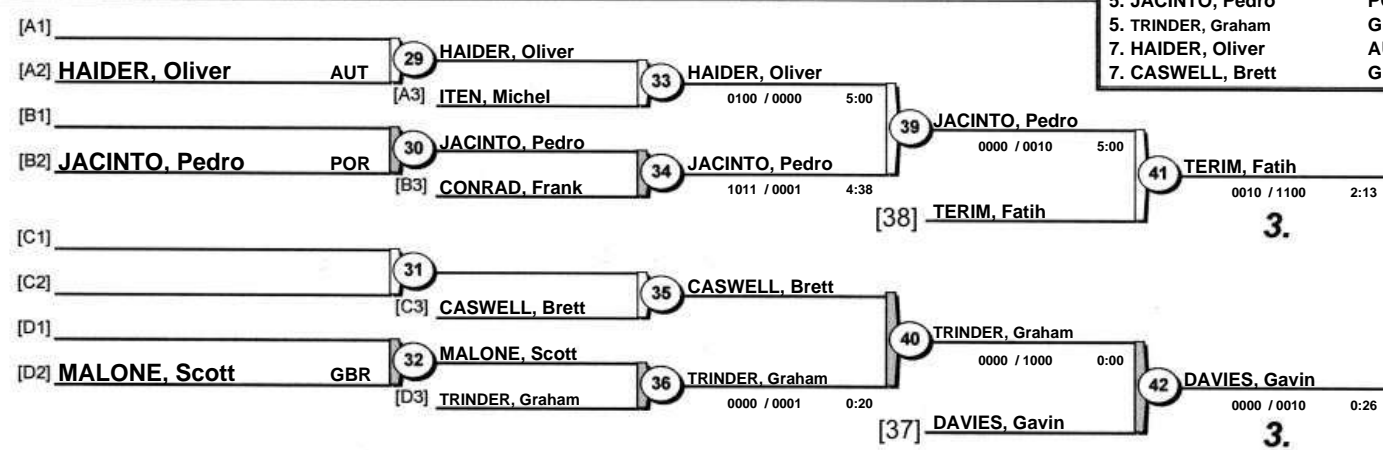 5. JACINTO, Pedro
5. TRINDER, Graham G
7. HAIDER, Oliver
7. CASWELL, Brett G
[A1]
[A2] HAIDER, Oliver AUT
29
HAIDER, Oliver
[A3] ITEN, Michel
33
HAIDER, Oliver
0100 / 0000 5:00
[B1]
[B2] JACINTO, Pedro POR
30
JACINTO, Pedro
[B3] CONRAD, Frank
34
JACINTO, Pedro
1011 / 0001 4:38
39
JACINTO, Pedro
0000 / 0010 5:00
[38] TERIM, Fatih
41
TERIM, Fatih
0010 / 1100 2:13
3.
[C1]
[C2]
31
[C3] CASWELL, Brett
35
CASWELL, Brett
[D1]
[D2] MALONE, Scott GBR
32
MALONE, Scott
[D3] TRINDER, Graham
36
TRINDER, Graham
0000 / 0001 0:20
40
TRINDER, Graham
0000 / 1000 0:00
[37] DAVIES, Gavin
42
DAVIES, Gavin
0000 / 0010 0:26
3.